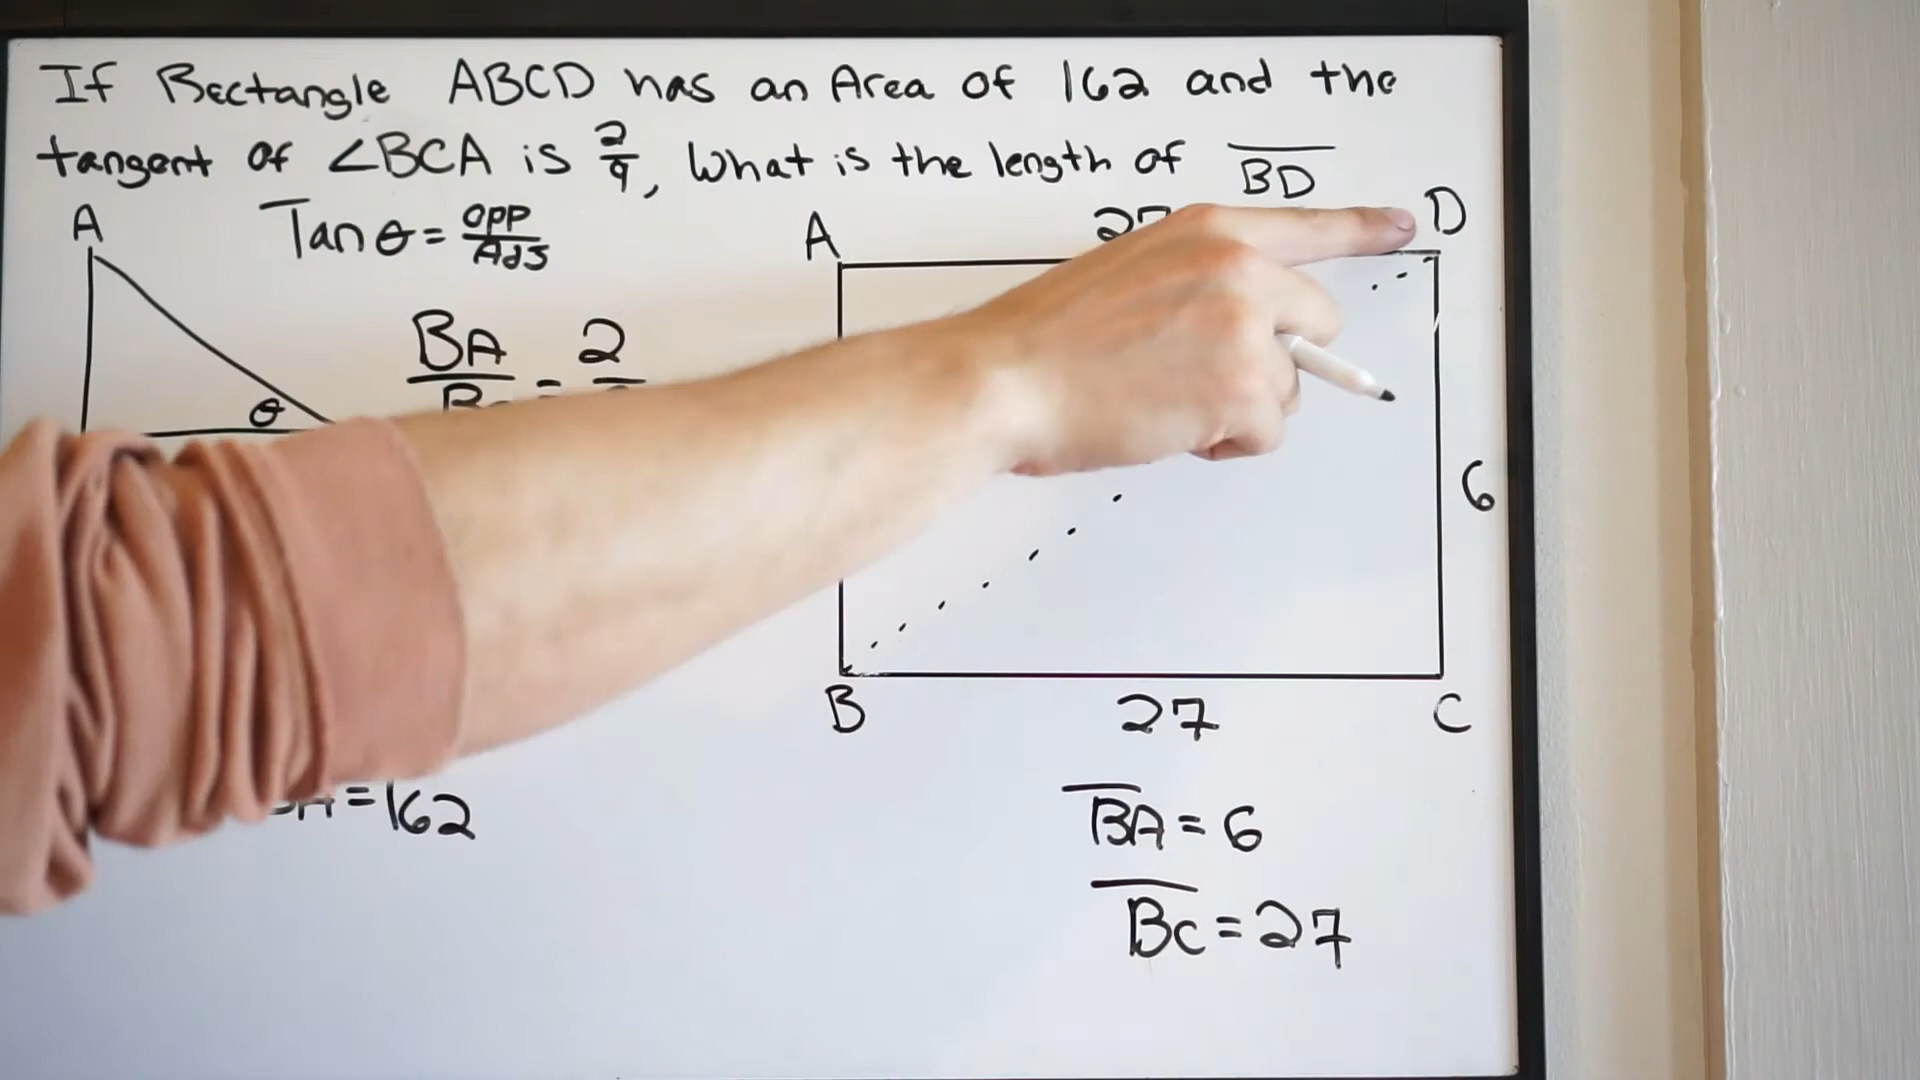 If Rectangle ABCD has an Area of 162 and the
tangent of ∠BCA is 2/9, What is the length of BD
A
Tan θ = opp/Adj
BA = 2
θ
A
D
6
B
27
C
= 162
BA = 6
BC = 27